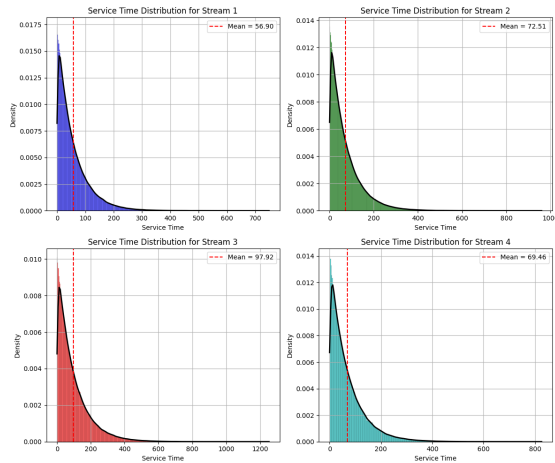 Service Time Distribution for Stream 1
Mean = 56.90
Density
0.0175
0.0150
0.0125
0.0100
0.0075
0.0050
0.0025
0.0000
0 100 200 300 400 500 600 700
Service Time
Service Time Distribution for Stream 2
Mean = 72.51
Density
0.014
0.012
0.010
0.008
0.006
0.004
0.002
0.000
0 200 400 600 800 1000
Service Time
Service Time Distribution for Stream 3
Mean = 97.92
Density
0.010
0.008
0.006
0.004
0.002
0.000
0 200 400 600 800 1000 1200
Service Time
Service Time Distribution for Stream 4
Mean = 69.46
Density
0.014
0.012
0.010
0.008
0.006
0.004
0.002
0.000
0 200 400 600 800
Service Time